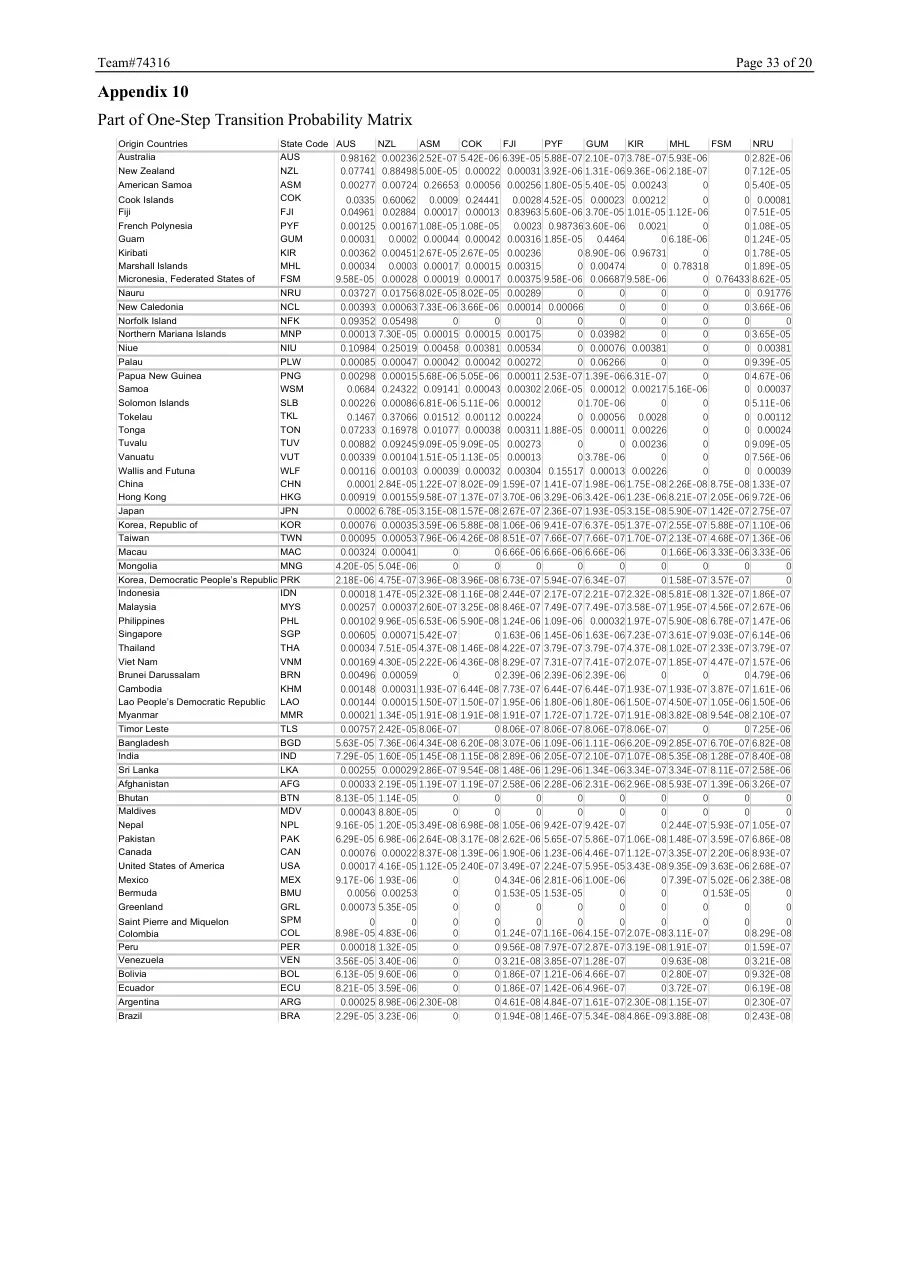 Team#74316 Page 33 of 20
Appendix 10
Part of One-Step Transition Probability Matrix
Origin Countries State Code AUS NZL ASM COK FJI PYF GUM KIR MHL FSM NRU
Australia AUS 0.98162 0.00236 2.52E-07 5.42E-06 6.39E-05 5.88E-07 2.10E-07 3.78E-07 5.93E-06 0 2.82E-06
New Zealand NZL 0.07741 0.88498 5.00E-05 0.00022 0.00031 3.92E-06 1.31E-06 9.36E-06 2.18E-07 0 7.12E-05
American Samoa ASM 0.00277 0.00724 0.26653 0.00056 0.00256 1.80E-05 5.40E-05 0.00243 0 0 5.40E-05
Cook Islands COK 0.0335 0.60062 0.0009 0.24441 0.0028 4.52E-05 0.00023 0.00212 0 0 0.00081
Fiji FJI 0.04961 0.02884 0.00017 0.00013 0.83963 5.60E-06 3.70E-05 1.01E-05 1.12E-06 0 7.51E-05
French Polynesia PYF 0.00125 0.00167 1.08E-05 1.08E-05 0.0023 0.98736 3.60E-06 0.0021 0 0 1.08E-05
Guam GUM 0.00031 0.0002 0.00044 0.00042 0.00316 1.85E-05 0.4464 0 6.18E-06 0 1.24E-05
Kiribati KIR 0.00362 0.00451 2.67E-05 2.67E-05 0.00236 0 8.90E-06 0.96731 0 0 1.78E-05
Marshall Islands MHL 0.00034 0.0003 0.00017 0.00015 0.00315 0 0.00474 0 0.78318 0 1.89E-05
Micronesia, Federated States of FSM 9.58E-05 0.00028 0.00019 0.00017 0.00375 9.58E-06 0.06687 9.58E-06 0 0.76433 8.62E-05
Nauru NRU 0.03727 0.01756 8.02E-05 8.02E-05 0.00289 0 0 0 0 0 0.91776
New Caledonia NCL 0.00393 0.00063 7.33E-06 3.66E-06 0.00014 0.00066 0 0 0 0 3.66E-06
Norfolk Island NFK 0.09352 0.05498 0 0 0 0 0 0 0 0 0
Northern Mariana Islands MNP 0.00013 7.30E-05 0.00015 0.00015 0.00175 0 0.03982 0 0 0 3.65E-05
Niue NIU 0.10984 0.25019 0.00458 0.00381 0.00534 0 0.00076 0.00381 0 0 0.00381
Palau PLW 0.00085 0.00047 0.00042 0.00042 0.00272 0 0.06266 0 0 0 9.39E-05
Papua New Guinea PNG 0.00298 0.00015 5.68E-06 5.05E-06 0.00011 2.53E-07 1.39E-06 6.31E-07 0 0 4.67E-06
Samoa WSM 0.0684 0.24322 0.09141 0.00043 0.00302 2.06E-05 0.00012 0.00217 5.16E-06 0 0.00037
Solomon Islands SLB 0.00226 0.00086 6.81E-06 5.11E-06 0.00012 0 1.70E-06 0 0 0 5.11E-06
Tokelau TKL 0.1467 0.37066 0.01512 0.00112 0.00224 0 0.00056 0.0028 0 0 0.00112
Tonga TON 0.07233 0.16978 0.01077 0.00038 0.00311 1.88E-05 0.00011 0.00226 0 0 0.00024
Tuvalu TUV 0.00882 0.09245 9.09E-05 9.09E-05 0.00273 0 0 0.00236 0 0 9.09E-05
Vanuatu VUT 0.00339 0.00104 1.51E-05 1.13E-05 0.00013 0 3.78E-06 0 0 0 7.56E-06
Wallis and Futuna WLF 0.00116 0.00103 0.00039 0.00032 0.00304 0.15517 0.00013 0.00226 0 0 0.00039
China CHN 0.0001 2.84E-05 1.22E-07 8.02E-09 1.59E-07 1.41E-07 1.98E-06 1.75E-08 2.26E-08 8.75E-08 1.33E-07
Hong Kong HKG 0.00919 0.00155 9.58E-07 1.37E-07 3.70E-06 3.29E-06 3.42E-06 1.23E-06 8.21E-07 2.05E-06 9.72E-06
Japan JPN 0.0002 6.78E-05 3.15E-08 1.57E-08 2.67E-07 2.36E-07 1.93E-05 3.15E-08 5.90E-07 1.42E-07 2.75E-07
Korea, Republic of KOR 0.00076 0.00035 3.59E-06 5.88E-08 1.06E-06 9.41E-07 6.37E-05 1.37E-07 2.55E-07 5.88E-07 1.10E-06
Taiwan TWN 0.00095 0.00053 7.96E-06 4.26E-08 8.51E-07 7.66E-07 7.66E-07 1.70E-07 2.13E-07 4.68E-07 1.36E-06
Macau MAC 0.00324 0.00041 0 0 6.66E-06 6.66E-06 6.66E-06 0 1.66E-06 3.33E-06 3.33E-06
Mongolia MNG 4.20E-05 5.04E-06 0 0 0 0 0 0 0 0 0
Korea, Democratic People's Republic PRK 2.18E-06 4.75E-07 3.96E-08 3.96E-08 6.73E-07 5.94E-07 6.34E-07 0 1.58E-07 3.57E-07 0
Indonesia IDN 0.00018 1.47E-05 2.32E-08 1.16E-08 2.44E-07 2.17E-07 2.21E-07 2.32E-08 5.81E-08 1.32E-07 1.86E-07
Malaysia MYS 0.00257 0.00037 2.60E-07 3.25E-08 8.46E-07 7.49E-07 7.49E-07 3.58E-07 1.95E-07 4.56E-07 2.67E-06
Philippines PHL 0.00102 9.96E-05 6.53E-06 5.90E-08 1.24E-06 1.09E-06 0.00032 1.97E-07 5.90E-08 6.78E-07 1.47E-06
Singapore SGP 0.00605 0.00071 5.42E-07 0 1.63E-06 1.45E-06 1.63E-06 7.23E-07 3.61E-07 9.03E-07 6.14E-06
Thailand THA 0.00034 7.51E-05 4.37E-08 1.46E-08 4.22E-07 3.79E-07 3.79E-07 4.37E-08 1.02E-07 2.33E-07 3.79E-07
Viet Nam VNM 0.00169 4.30E-05 2.22E-06 4.36E-08 8.29E-07 7.31E-07 7.41E-07 2.07E-07 1.85E-07 4.47E-07 1.57E-06
Brunei Darussalam BRN 0.00496 0.00059 0 0 2.39E-06 2.39E-06 2.39E-06 0 0 0 4.79E-06
Cambodia KHM 0.00148 0.00031 1.93E-07 6.44E-08 7.73E-07 6.44E-07 6.44E-07 1.93E-07 1.93E-07 3.87E-07 1.61E-06
Lao People's Democratic Republic LAO 0.00144 0.00015 1.50E-07 1.50E-07 1.95E-06 1.80E-06 1.80E-06 1.50E-07 4.50E-07 1.05E-06 1.50E-06
Myanmar MMR 0.00021 1.34E-05 1.91E-08 1.91E-08 1.91E-07 1.72E-07 1.72E-07 1.91E-08 3.82E-08 9.54E-08 2.10E-07
Timor Leste TLS 0.00757 2.42E-05 8.06E-07 0 8.06E-07 8.06E-07 8.06E-07 8.06E-07 0 0 7.25E-06
Bangladesh BGD 5.63E-05 7.36E-06 4.34E-08 6.20E-08 3.07E-06 1.09E-06 1.11E-06 6.20E-09 2.85E-07 6.70E-07 6.82E-08
India IND 7.29E-05 1.60E-05 1.45E-08 1.15E-08 2.89E-06 2.05E-07 2.10E-07 1.07E-08 5.35E-08 1.28E-07 8.40E-08
Sri Lanka LKA 0.00255 0.00029 2.86E-07 9.54E-08 1.48E-06 1.29E-06 1.34E-06 3.34E-07 3.34E-07 8.11E-07 2.58E-06
Afghanistan AFG 0.00033 2.19E-05 1.19E-07 1.19E-07 2.58E-06 2.28E-06 2.31E-06 2.96E-08 5.93E-07 1.39E-06 3.26E-07
Bhutan BTN 8.13E-05 1.14E-05 0 0 0 0 0 0 0 0 0
Maldives MDV 0.00043 8.80E-05 0 0 0 0 0 0 0 0 0
Nepal NPL 9.16E-05 1.20E-05 3.49E-08 6.98E-08 1.05E-06 9.42E-07 9.42E-07 0 2.44E-07 5.93E-07 1.05E-07
Pakistan PAK 6.29E-05 6.98E-06 2.64E-08 3.17E-08 2.62E-06 5.65E-07 5.86E-07 1.06E-08 1.48E-07 3.59E-07 6.86E-08
Canada CAN 0.00076 0.00022 8.37E-08 1.39E-06 1.90E-06 1.23E-06 4.46E-07 1.12E-07 3.35E-07 2.20E-06 8.93E-07
United States of America USA 0.00017 4.16E-05 1.12E-05 2.40E-07 3.49E-07 2.24E-07 5.95E-05 3.43E-08 9.35E-09 3.63E-06 2.68E-07
Mexico MEX 9.17E-06 1.93E-06 0 0 4.34E-06 2.81E-06 1.00E-06 0 7.39E-07 5.02E-06 2.38E-08
Bermuda BMU 0.0056 0.00253 0 0 1.53E-05 1.53E-05 0 0 0 1.53E-05 0
Greenland GRL 0.00073 5.35E-05 0 0 0 0 0 0 0 0 0
Saint Pierre and Miquelon SPM 0 0 0 0 0 0 0 0 0 0 0
Colombia COL 8.98E-05 4.83E-06 0 0 1.24E-07 1.16E-06 4.15E-07 2.07E-08 3.11E-07 0 8.29E-08
Peru PER 0.00018 1.32E-05 0 0 9.56E-08 7.97E-07 2.87E-07 3.19E-08 1.91E-07 0 1.59E-07
Venezuela VEN 3.56E-05 3.40E-06 0 0 3.21E-08 3.85E-07 1.28E-07 0 9.63E-08 0 3.21E-08
Bolivia BOL 6.13E-05 9.60E-06 0 0 1.86E-07 1.21E-06 4.66E-07 0 2.80E-07 0 9.32E-08
Ecuador ECU 8.21E-05 3.59E-06 0 0 1.86E-07 1.42E-06 4.96E-07 0 3.72E-07 0 6.19E-08
Argentina ARG 0.00025 8.98E-06 2.30E-08 0 4.61E-08 4.84E-07 1.61E-07 2.30E-08 1.15E-07 0 2.30E-07
Brazil BRA 2.29E-05 3.23E-06 0 0 1.94E-08 1.46E-07 5.34E-08 4.86E-09 3.88E-08 0 2.43E-08